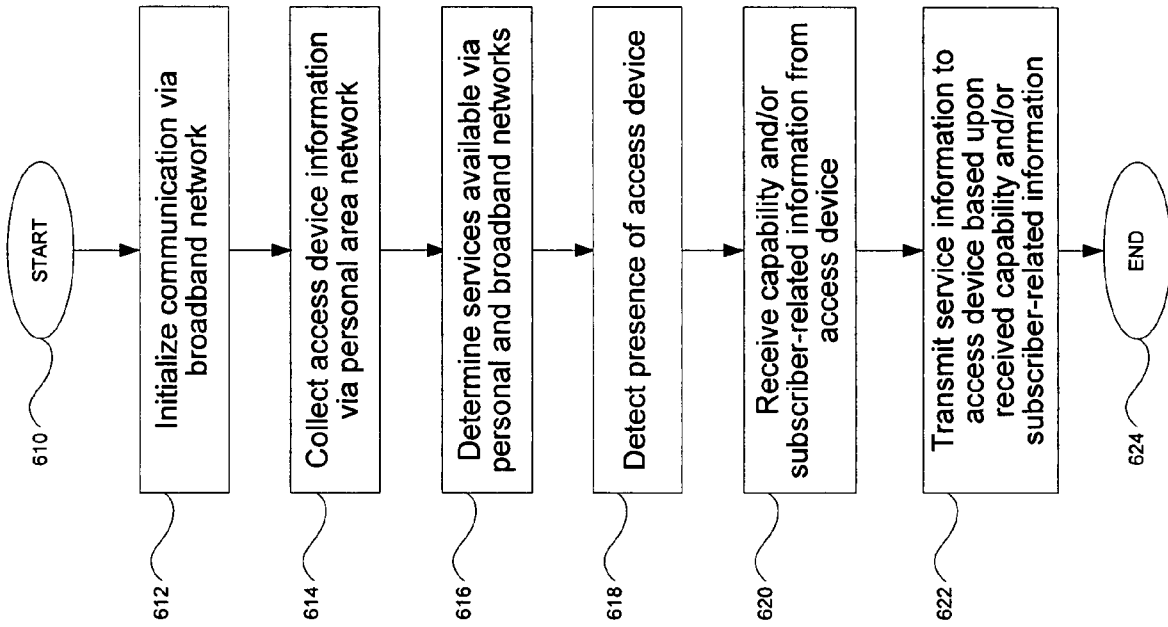 START
610
Initialize communication via
broadband network
612
Collect access device information
via personal area network
614
Determine services available via
personal and broadband networks
616
Detect presence of access device
618
Receive capability and/or
subscriber-related information from
access device
620
Transmit service information to
access device based upon
received capability and/or
subscriber-related information
622
END
624